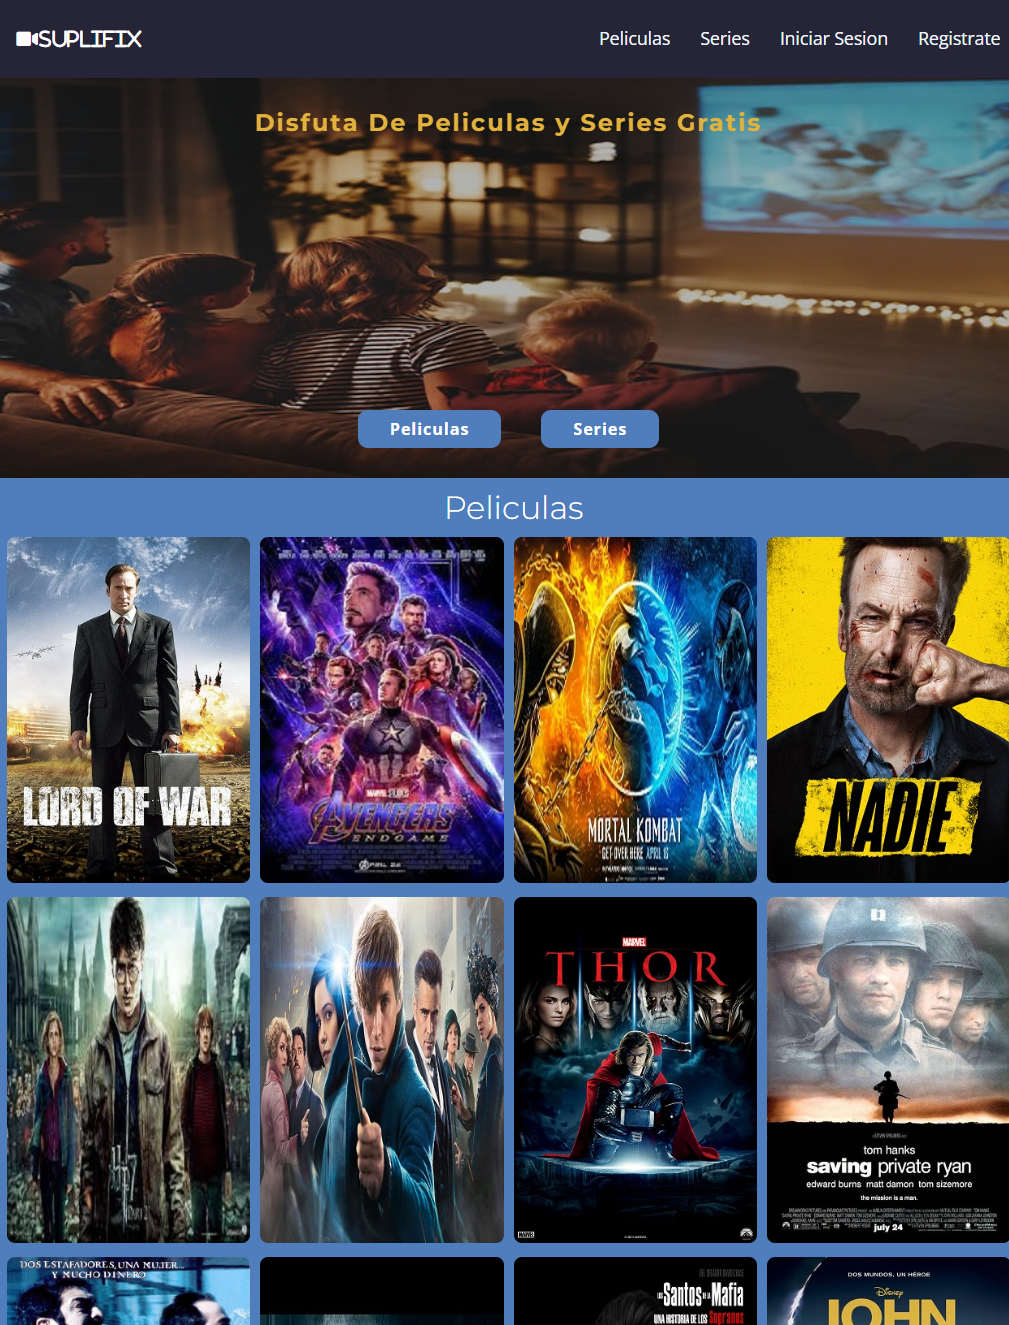 SUPLIFIX
Peliculas Series Iniciar Sesion Registrate
Disfuta De Peliculas y Series Gratis
Peliculas Series
Peliculas
LORD OF WAR
MARVEL STUDIOS
AVENGERS
ENDGAME
APRIL 26
MORTAL KOMBAT
GET OVER HERE APRIL 16
NADIE
MARVEL
THOR
tom hanks
saving private ryan
edward burns matt damon tom sizemore
the mission is a man.
july 24
DOS ESTAFADORES, UNA MUJER...
Y MUCHO DINERO
Santos de la Mafia
UNA HISTORIA DE LOS Sopranos
DOS MUNDOS, UN HÉROE
Disney
JOHN